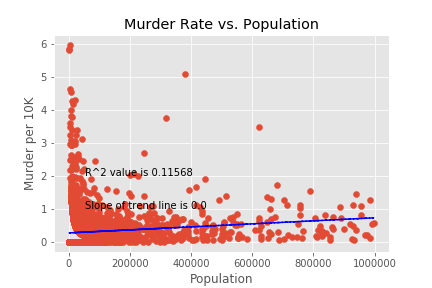 Murder Rate vs. Population
6
5
4
3
2
1
0
Murder per 10K
R^2 value is 0.11568
Slope of trend line is 0.0
0 200000 400000 600000 800000 1000000
Population